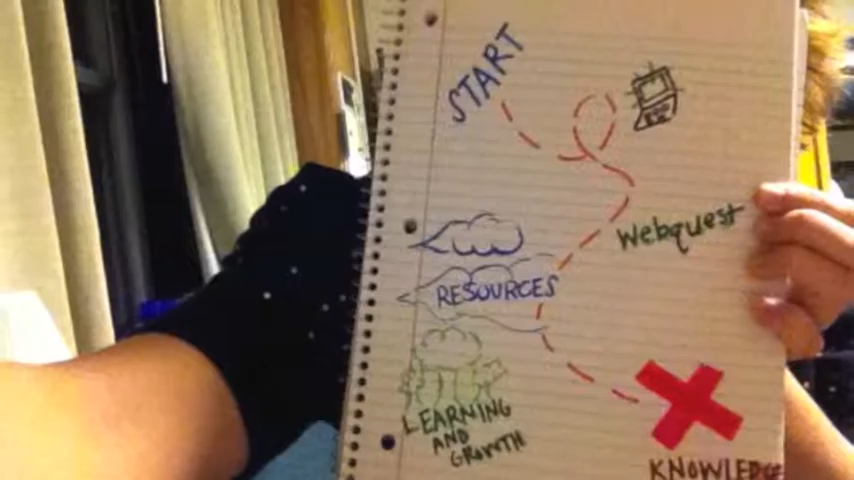 START
Webquest
RESOURCES
LEARNING
AND
GROWTH
KNOWLEDGE